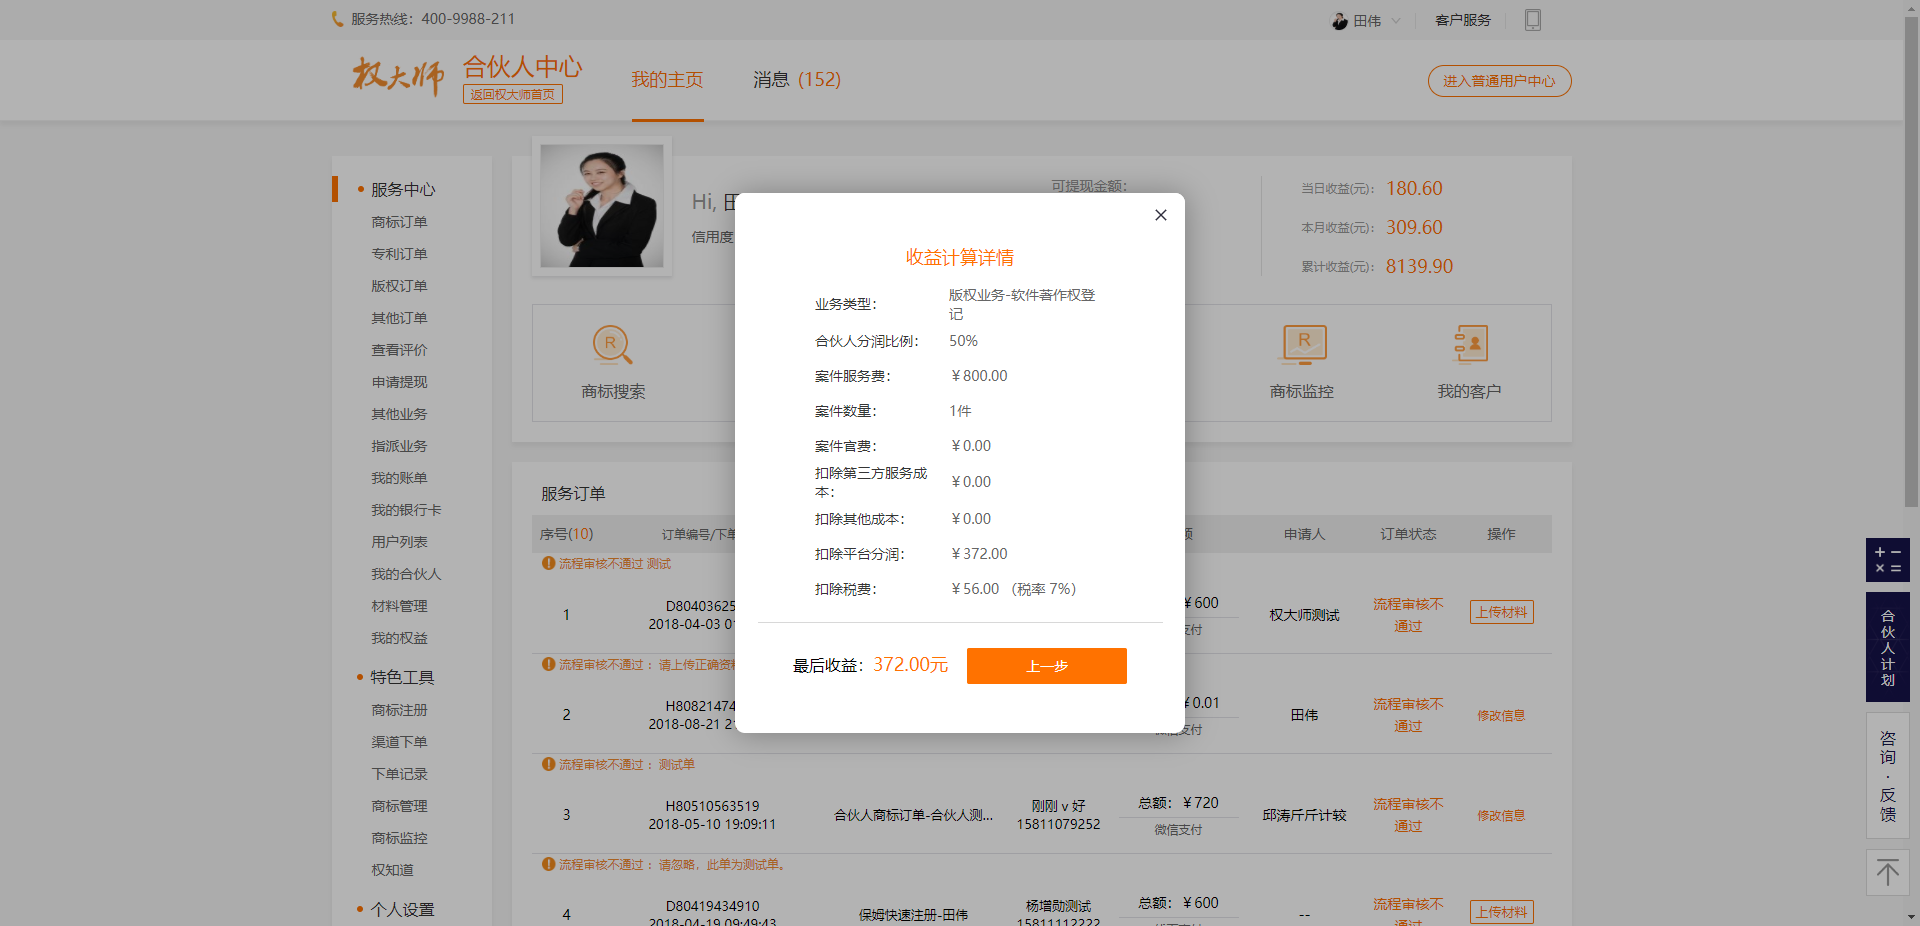 服务热线：400-9988-211
田伟
客户服务
权大师
合伙人中心
返回权大师首页
我的主页
消息 (152)
进入普通用户中心
服务中心
商标订单
专利订单
版权订单
其他订单
查看评价
申请提现
其他业务
指派业务
我的账单
我的银行卡
用户列表
我的合伙人
材料管理
我的权益
特色工具
商标注册
渠道下单
下单记录
商标管理
商标监控
权知道
个人设置
Hi, 田
信用度
可提现金额：
当日收益(元)： 180.60
本月收益(元)： 309.60
累计收益(元)： 8139.90
商标搜索
商标监控
我的客户
收益计算详情
业务类型：
版权业务-软件著作权登
记
合伙人分润比例： 50%
案件服务费： ￥800.00
案件数量： 1件
案件官费： ￥0.00
扣除第三方服务成
本：
￥0.00
扣除其他成本： ￥0.00
扣除平台分润： ￥372.00
扣除税费： ￥56.00 （税率 7%）
最后收益：372.00元
上一步
服务订单
序号(10)
订单编号/下单
申请人
订单状态
操作
流程审核不通过 测试
1
D80403625
2018-04-03 0
￥600
支付
权大师测试
流程审核不
通过
上传材料
流程审核不通过 ：请上传正确资
2
H80821474
2018-08-21 2
￥0.01
微信支付
田伟
流程审核不
通过
修改信息
流程审核不通过 ：测试单
3
H80510563519
2018-05-10 19:09:11
合伙人商标订单-合伙人测...
刚刚 v 好
15811079252
总额：￥720
微信支付
邱涛斤斤计较
流程审核不
通过
修改信息
流程审核不通过 ：请忽略，此单为测试单。
4
D80419434910
2018-04-19 09:49:43
保姆快速注册-田伟
杨增勋测试
15811112222
总额：￥600
--
流程审核不
通过
上传材料
合伙人计划
咨询·反馈